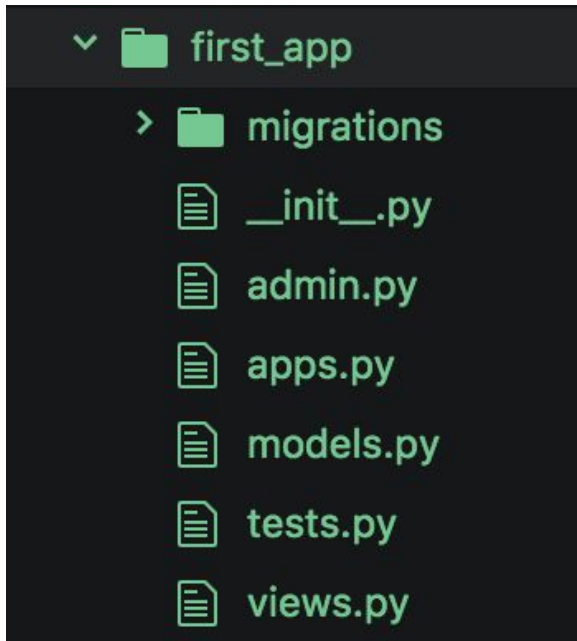 first_app
migrations
__init__.py
admin.py
apps.py
models.py
tests.py
views.py